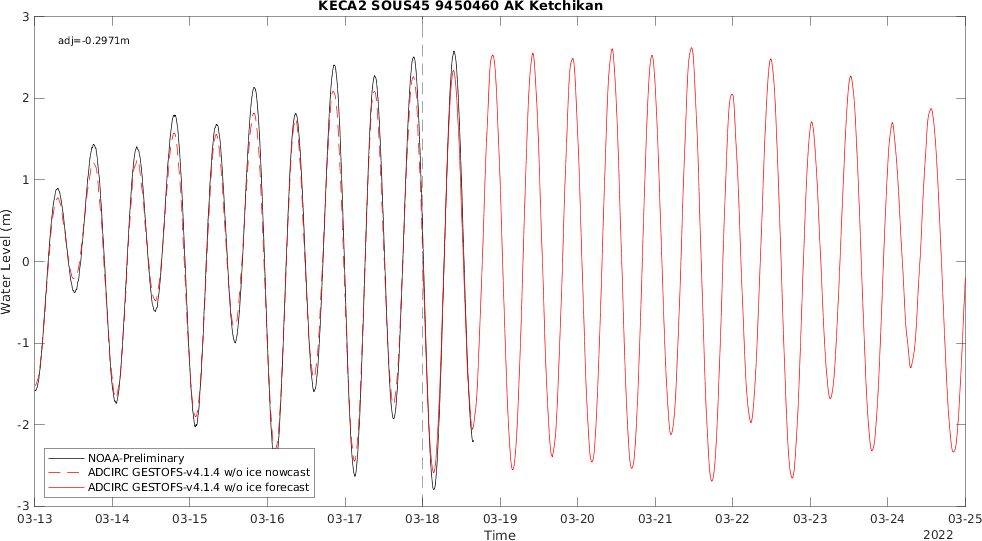 KECA2 SOUS45 9450460 AK Ketchikan
adj=-0.2971m
3
2
1
0
-1
-2
-3
Water Level (m)
NOAA-Preliminary
ADCIRC GESTOFS-v4.1.4 w/o ice nowcast
ADCIRC GESTOFS-v4.1.4 w/o ice forecast
03-13 03-14 03-15 03-16 03-17 03-18 03-19 03-20 03-21 03-22 03-23 03-24 03-25
Time
2022